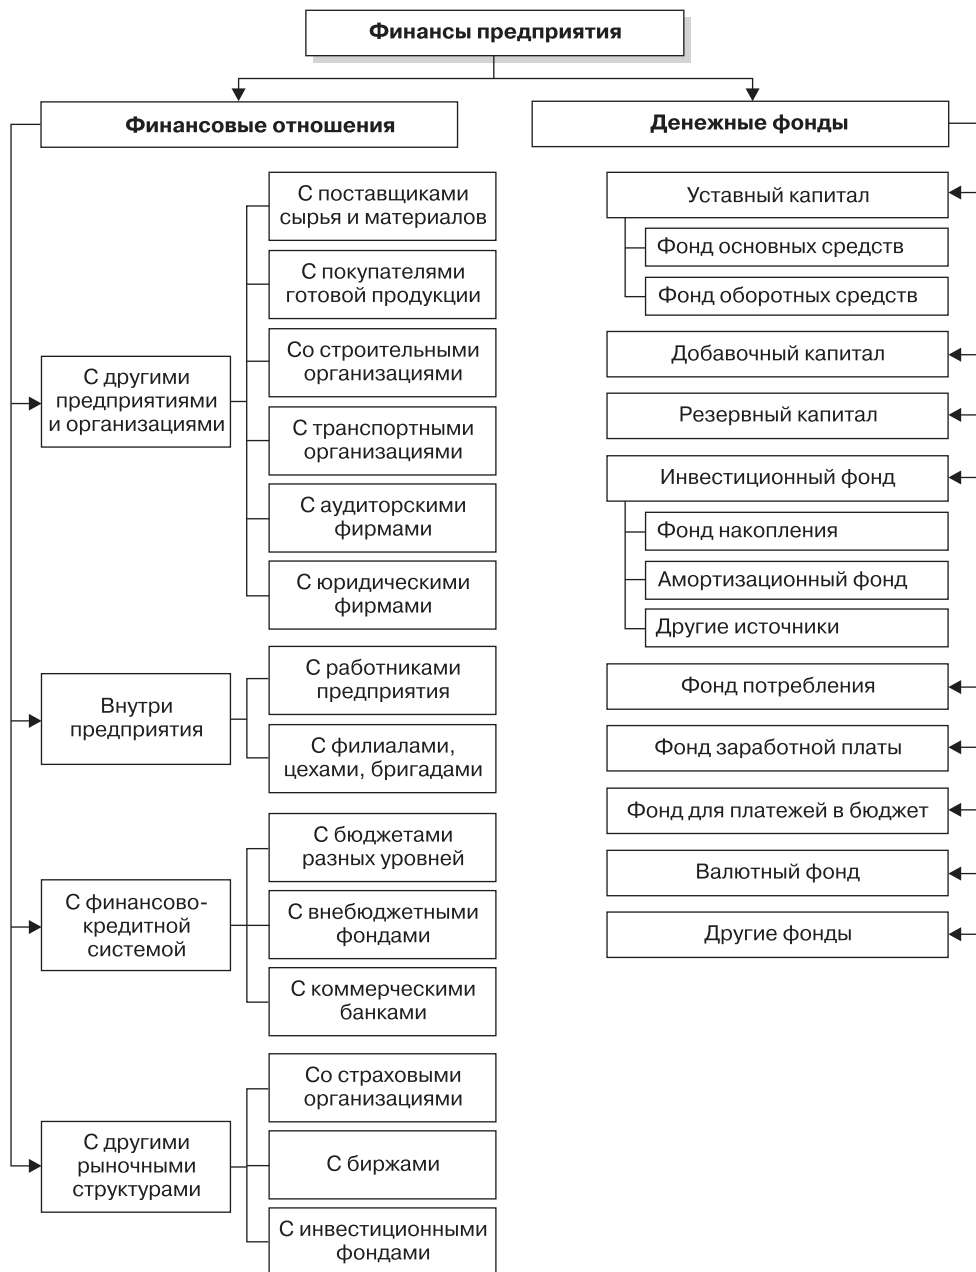 Финансы предприятия
Финансовые отношения
С другими
предприятиями
и организациями
С поставщиками
сырья и материалов
С покупателями
готовой продукции
Со строительными
организациями
С транспортными
организациями
С аудиторскими
фирмами
С юридическими
фирмами
Внутри
предприятия
С работниками
предприятия
С филиалами,
цехами, бригадами
С финансово-
кредитной
системой
С бюджетами
разных уровней
С внебюджетными
фондами
С коммерческими
банками
С другими
рыночными
структурами
Со страховыми
организациями
С биржами
С инвестиционными
фондами
Денежные фонды
Уставный капитал
Фонд основных средств
Фонд оборотных средств
Добавочный капитал
Резервный капитал
Инвестиционный фонд
Фонд накопления
Амортизационный фонд
Другие источники
Фонд потребления
Фонд заработной платы
Фонд для платежей в бюджет
Валютный фонд
Другие фонды